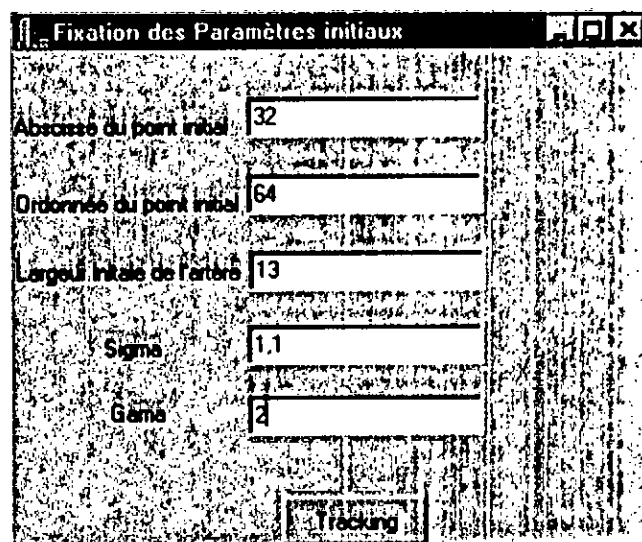 Fixation des Paramètres initiaux
Abscisse du point initial 32
Ordonnée du point initial 64
Largeur initale de l'artère 13
Sigma 1,1
Gama 2
Tracking